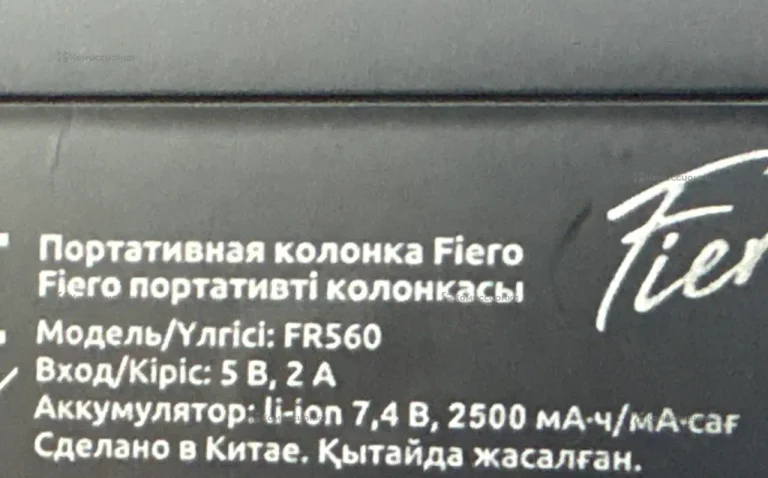 Портативная колонка Fiero
Fiero портативті колонкасы
Модель/Үлгісі: FR560
Вход/Кіріс: 5 В, 2 А
Аккумулятор: li-ion 7,4 В, 2500 мА·ч/мА·сағ
Сделано в Китае. Қытайда жасалған.